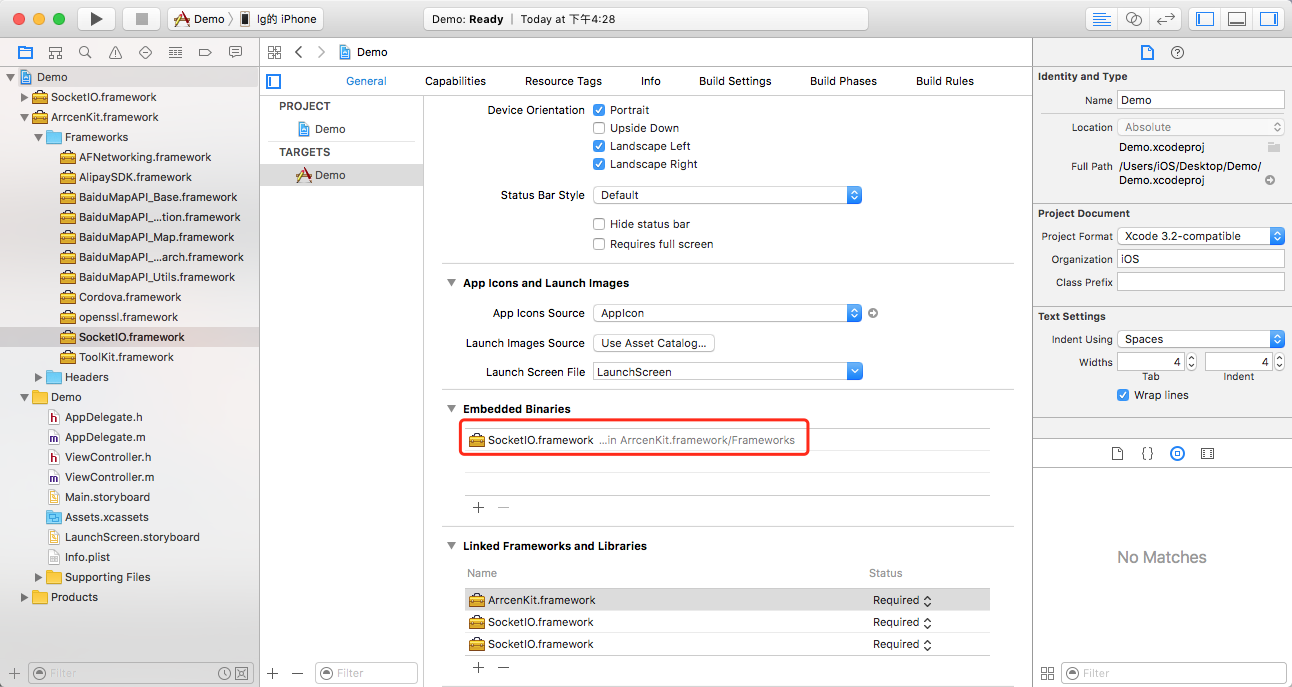 Demo
lg的 iPhone
Demo: Ready
Today at 下午4:28
Demo
SocketIO.framework
ArrcenKit.framework
Frameworks
AFNetworking.framework
AlipaySDK.framework
BaiduMapAPI_Base.framework
BaiduMapAPI_...tion.framework
BaiduMapAPI_Map.framework
BaiduMapAPI_...arch.framework
BaiduMapAPI_Utils.framework
Cordova.framework
openssl.framework
SocketIO.framework
ToolKit.framework
Headers
Demo
AppDelegate.h
AppDelegate.m
ViewController.h
ViewController.m
Main.storyboard
Assets.xcassets
LaunchScreen.storyboard
Info.plist
Supporting Files
Products
Filter
Demo
General
Capabilities
Resource Tags
Info
Build Settings
Build Phases
Build Rules
PROJECT
Demo
TARGETS
Demo
Filter
Device Orientation
Portrait
Upside Down
Landscape Left
Landscape Right
Status Bar Style
Default
Hide status bar
Requires full screen
App Icons and Launch Images
App Icons Source
AppIcon
Launch Images Source
Use Asset Catalog...
Launch Screen File
LaunchScreen
Embedded Binaries
SocketIO.framework ...in ArrcenKit.framework/Frameworks
Linked Frameworks and Libraries
Name
Status
ArrcenKit.framework
Required
SocketIO.framework
Required
SocketIO.framework
Required
Identity and Type
Name
Demo
Location
Absolute
Demo.xcodeproj
Full Path
/Users/iOS/Desktop/Demo/
Demo.xcodeproj
Project Document
Project Format
Xcode 3.2-compatible
Organization
iOS
Class Prefix
Text Settings
Indent Using
Spaces
Widths
4
4
Tab
Indent
Wrap lines
No Matches
Filter